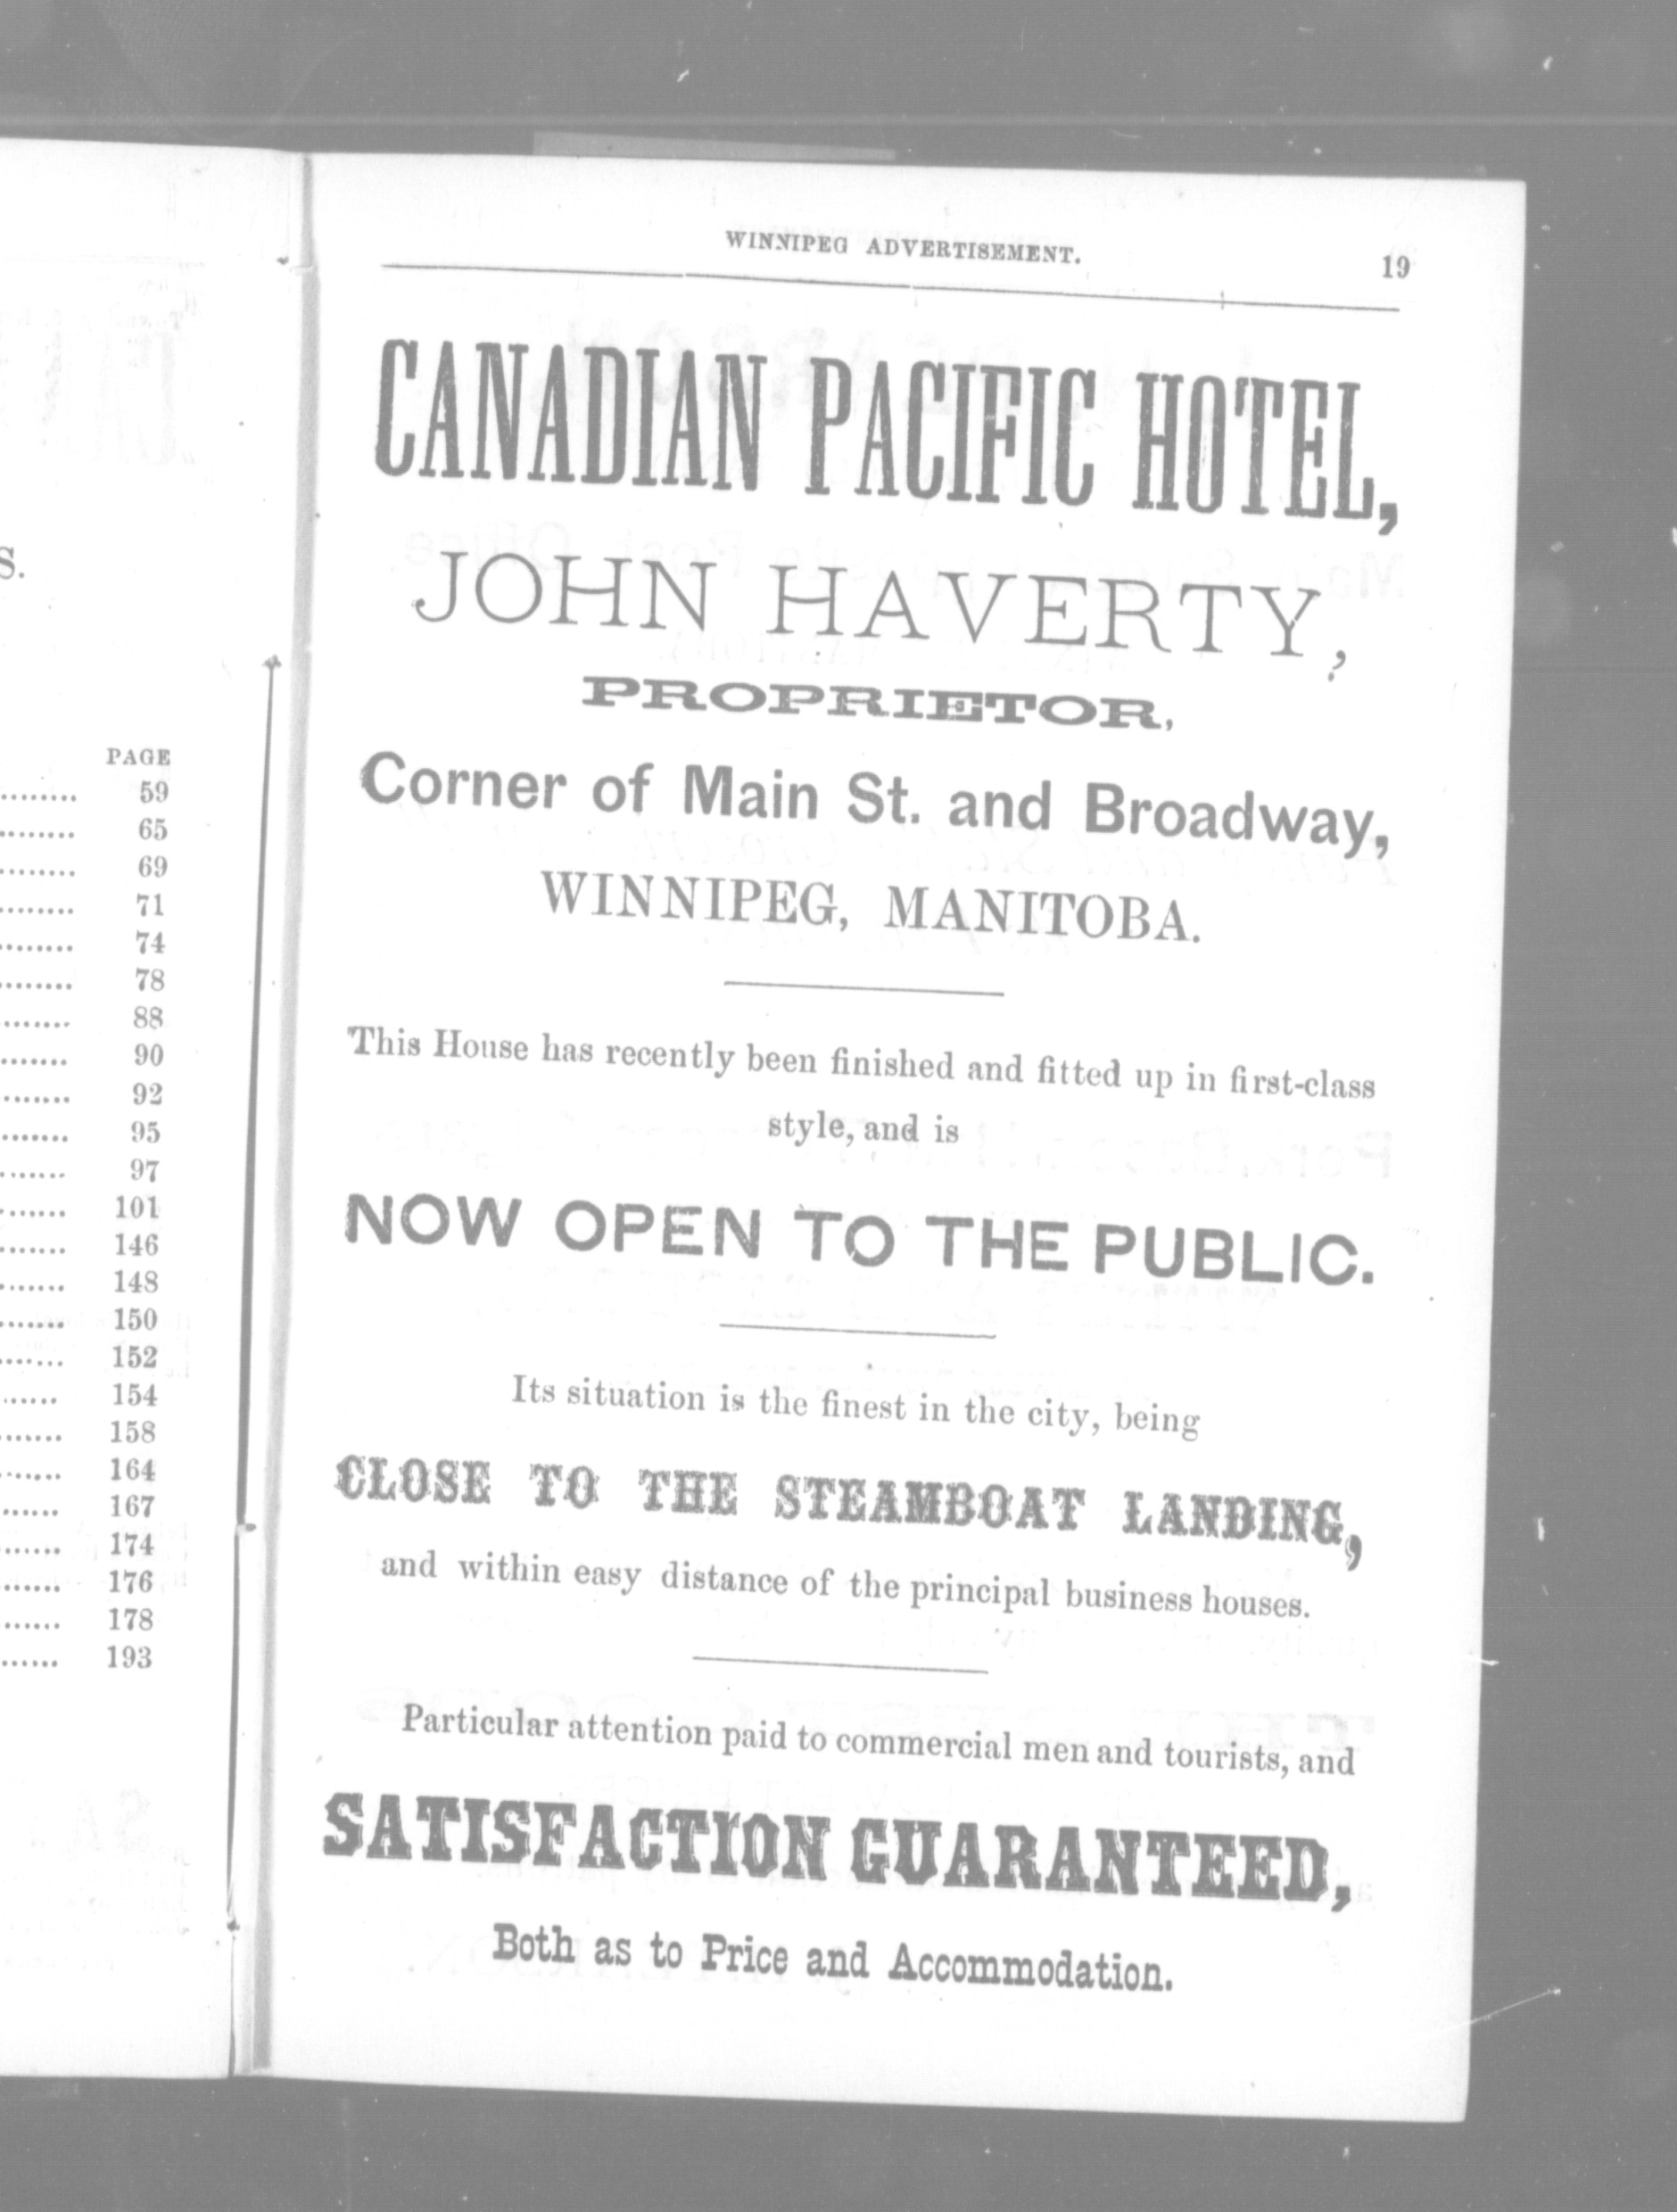 S.
PAGE
........ 59
........ 65
........ 69
........ 71
........ 74
........ 78
....... 88
....... 90
....... 92
....... 95
....... 97
...... 101
....... 146
....... 148
....... 150
....... 152
...... 154
....... 158
....... 164
...... 167
....... 174
....... 176
...... 178
...... 193
WINNIPEG ADVERTISEMENT. 19
CANADIAN PACIFIC HOTEL,
JOHN HAVERTY,
PROPRIETOR,
Corner of Main St. and Broadway,
WINNIPEG, MANITOBA.
This House has recently been finished and fitted up in first-class
style, and is
NOW OPEN TO THE PUBLIC.
Its situation is the finest in the city, being
CLOSE TO THE STEAMBOAT LANDING,
and within easy distance of the principal business houses.
Particular attention paid to commercial men and tourists, and
SATISFACTION GUARANTEED,
Both as to Price and Accommodation.